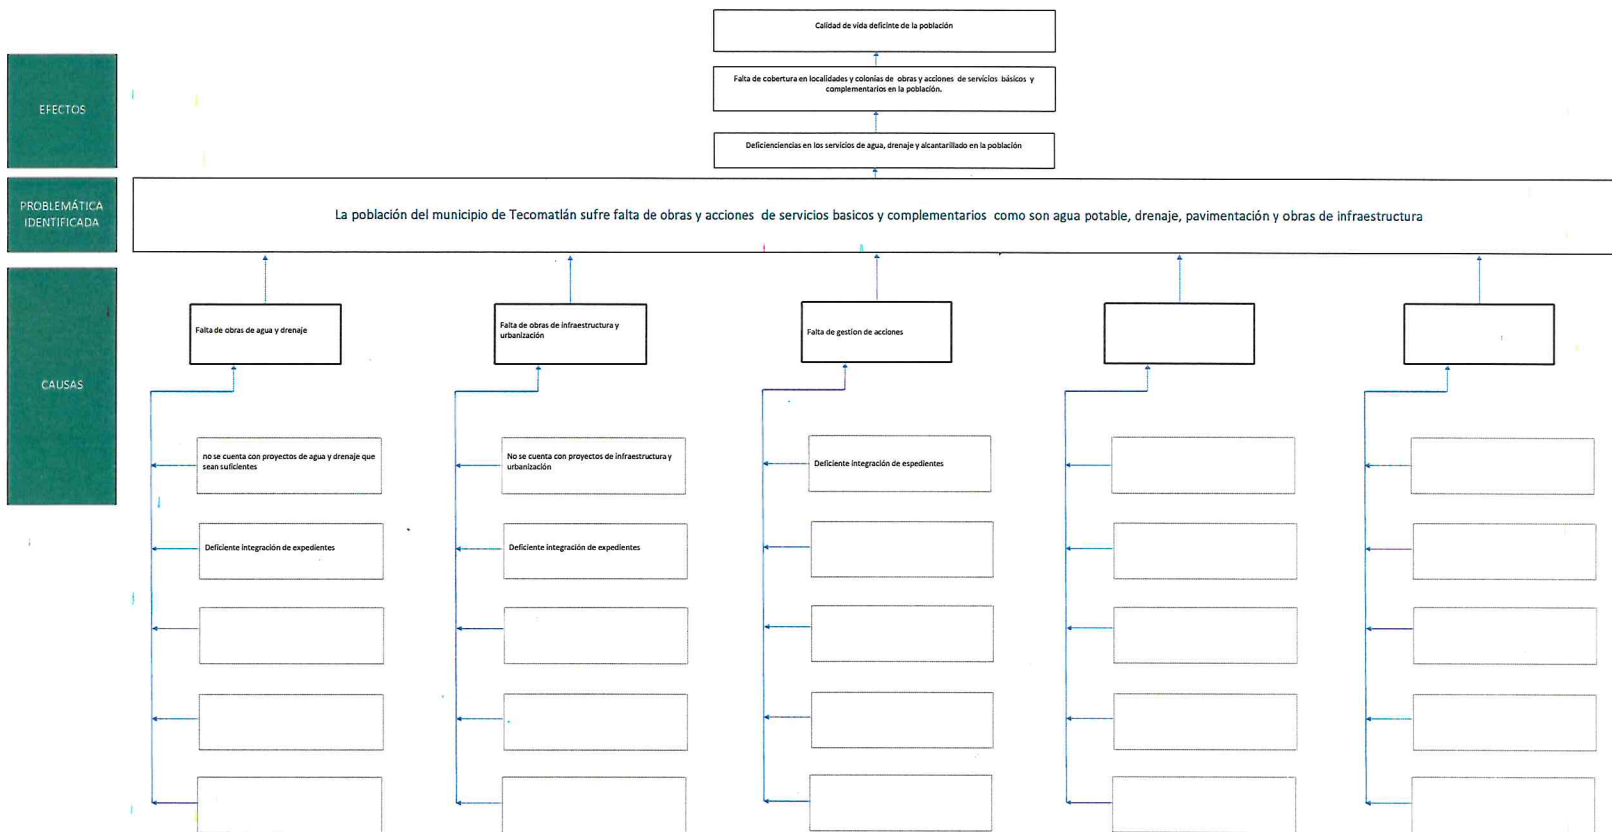 Calidad de vida deficinte de la población
EFECTOS
Falta de cobertura en localidades y colonias de obras y acciones de servicios básicos y
complementarios en la población.
Deficienciencias en los servicios de agua, drenaje y alcantarillado en la población
PROBLEMÁTICA
IDENTIFICADA
La población del municipio de Tecomatlán sufre falta de obras y acciones de servicios basicos y complementarios como son agua potable, drenaje, pavimentación y obras de infraestructura
CAUSAS
Falta de obras de agua y drenaje
Falta de obras de infraestructura y
urbanización
Falta de gestion de acciones
no se cuenta con proyectos de agua y drenaje que
sean suficientes
No se cuenta con proyectos de infraestructura y
urbanización
Deficiente integración de espedientes
Deficiente integración de expedientes
Deficiente integración de expedientes